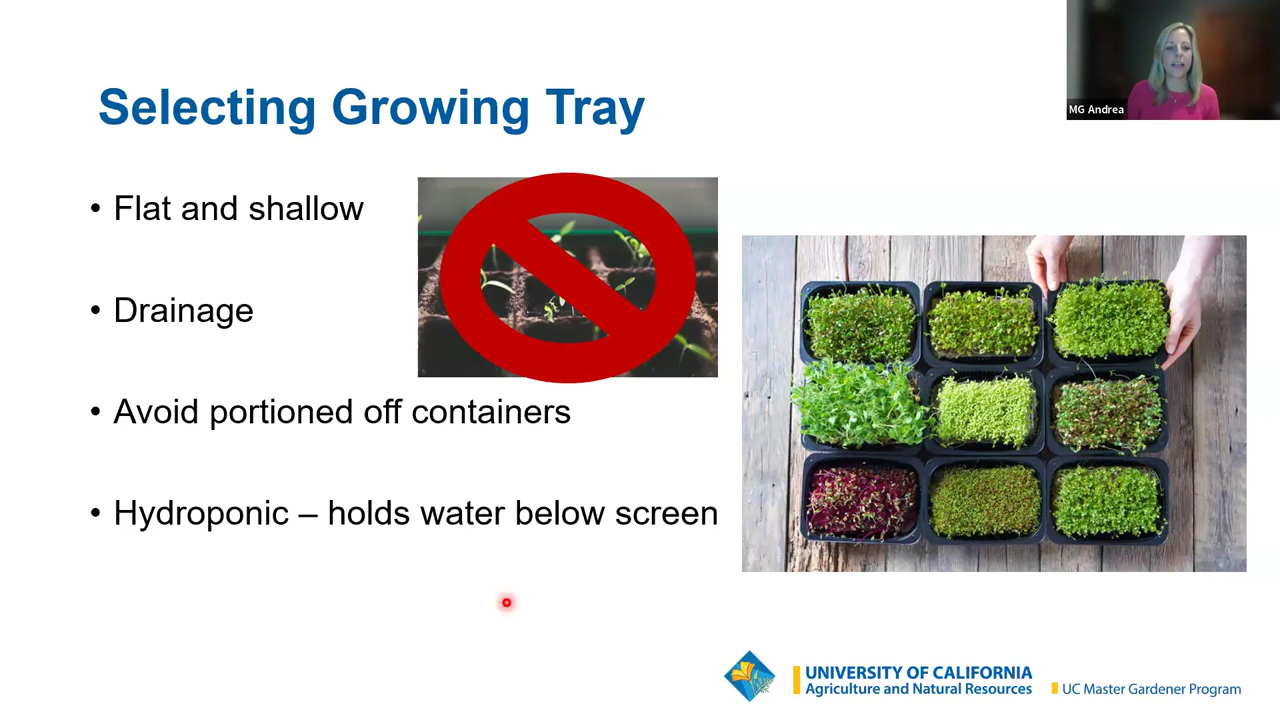 MG Andrea
Selecting Growing Tray
• Flat and shallow
• Drainage
• Avoid portioned off containers
• Hydroponic – holds water below screen
UNIVERSITY OF CALIFORNIA
Agriculture and Natural Resources
UC Master Gardener Program